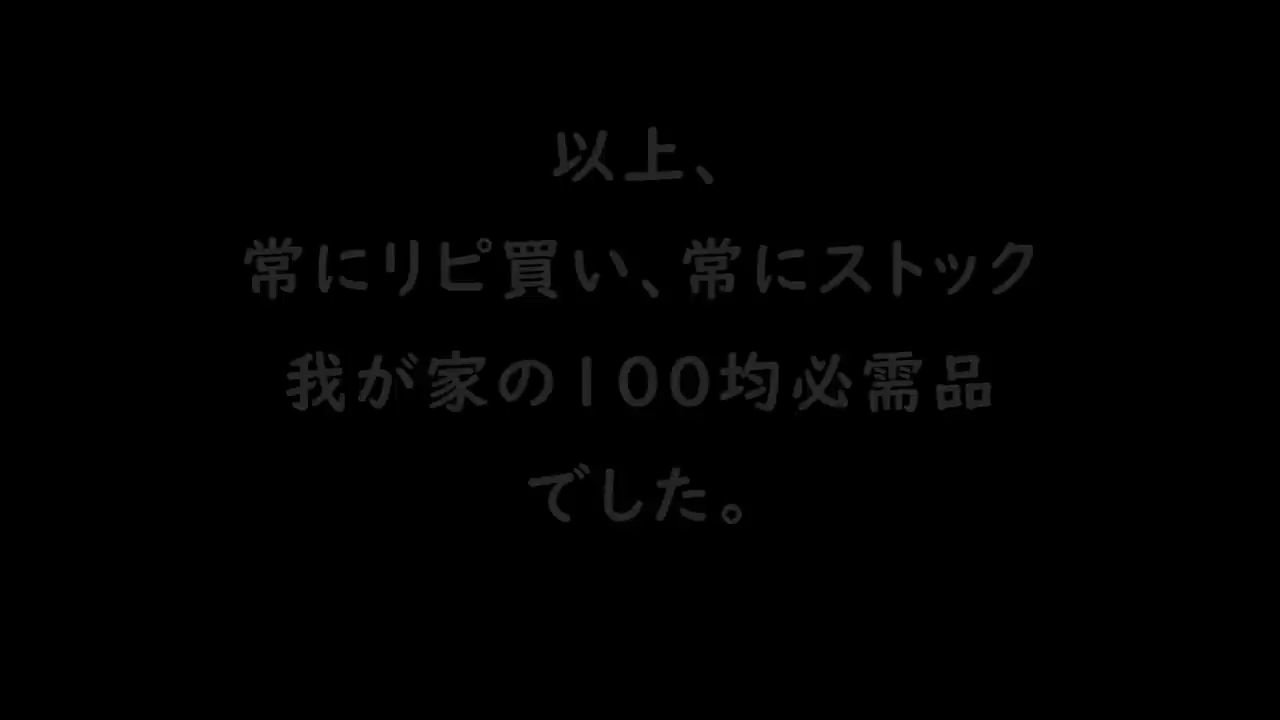 以上、
常にリピ買い、常にストック
我が家の100均必需品
でした。